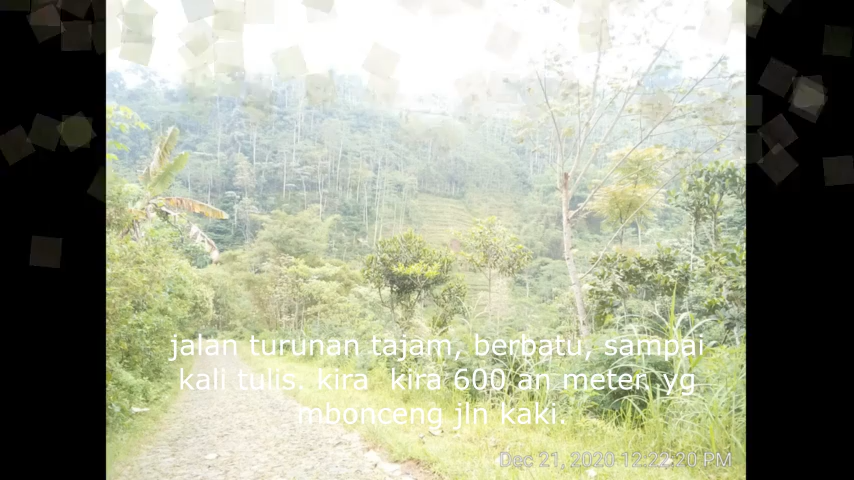 jalan turunan tajam, berbatu, sampai
kali tulis. kira  kira 600 an meter. yg
mbonceng jln kaki.
Dec 21, 2020 12:22:20 PM